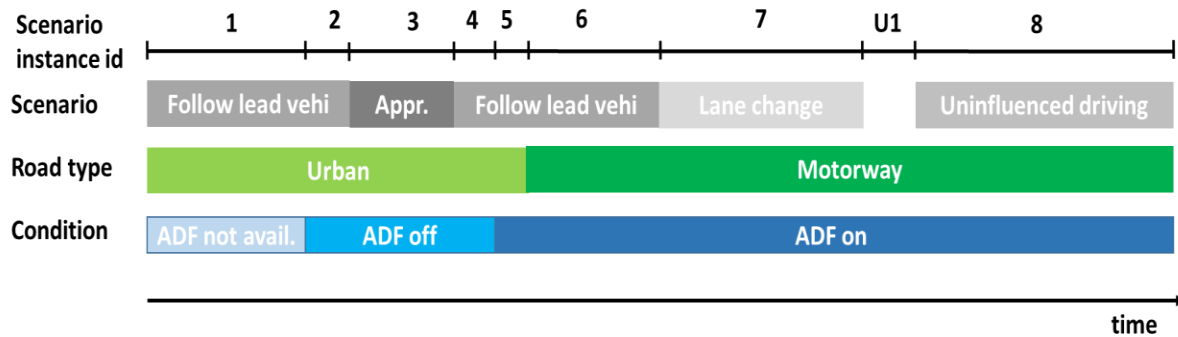 Scenario instance id 1 2 3 4 5 6 7 U1 8
Scenario Follow lead vehi Appr. Follow lead vehi Lane change Uninfluenced driving
Road type Urban Motorway
Condition ADF not avail. ADF off ADF on
time